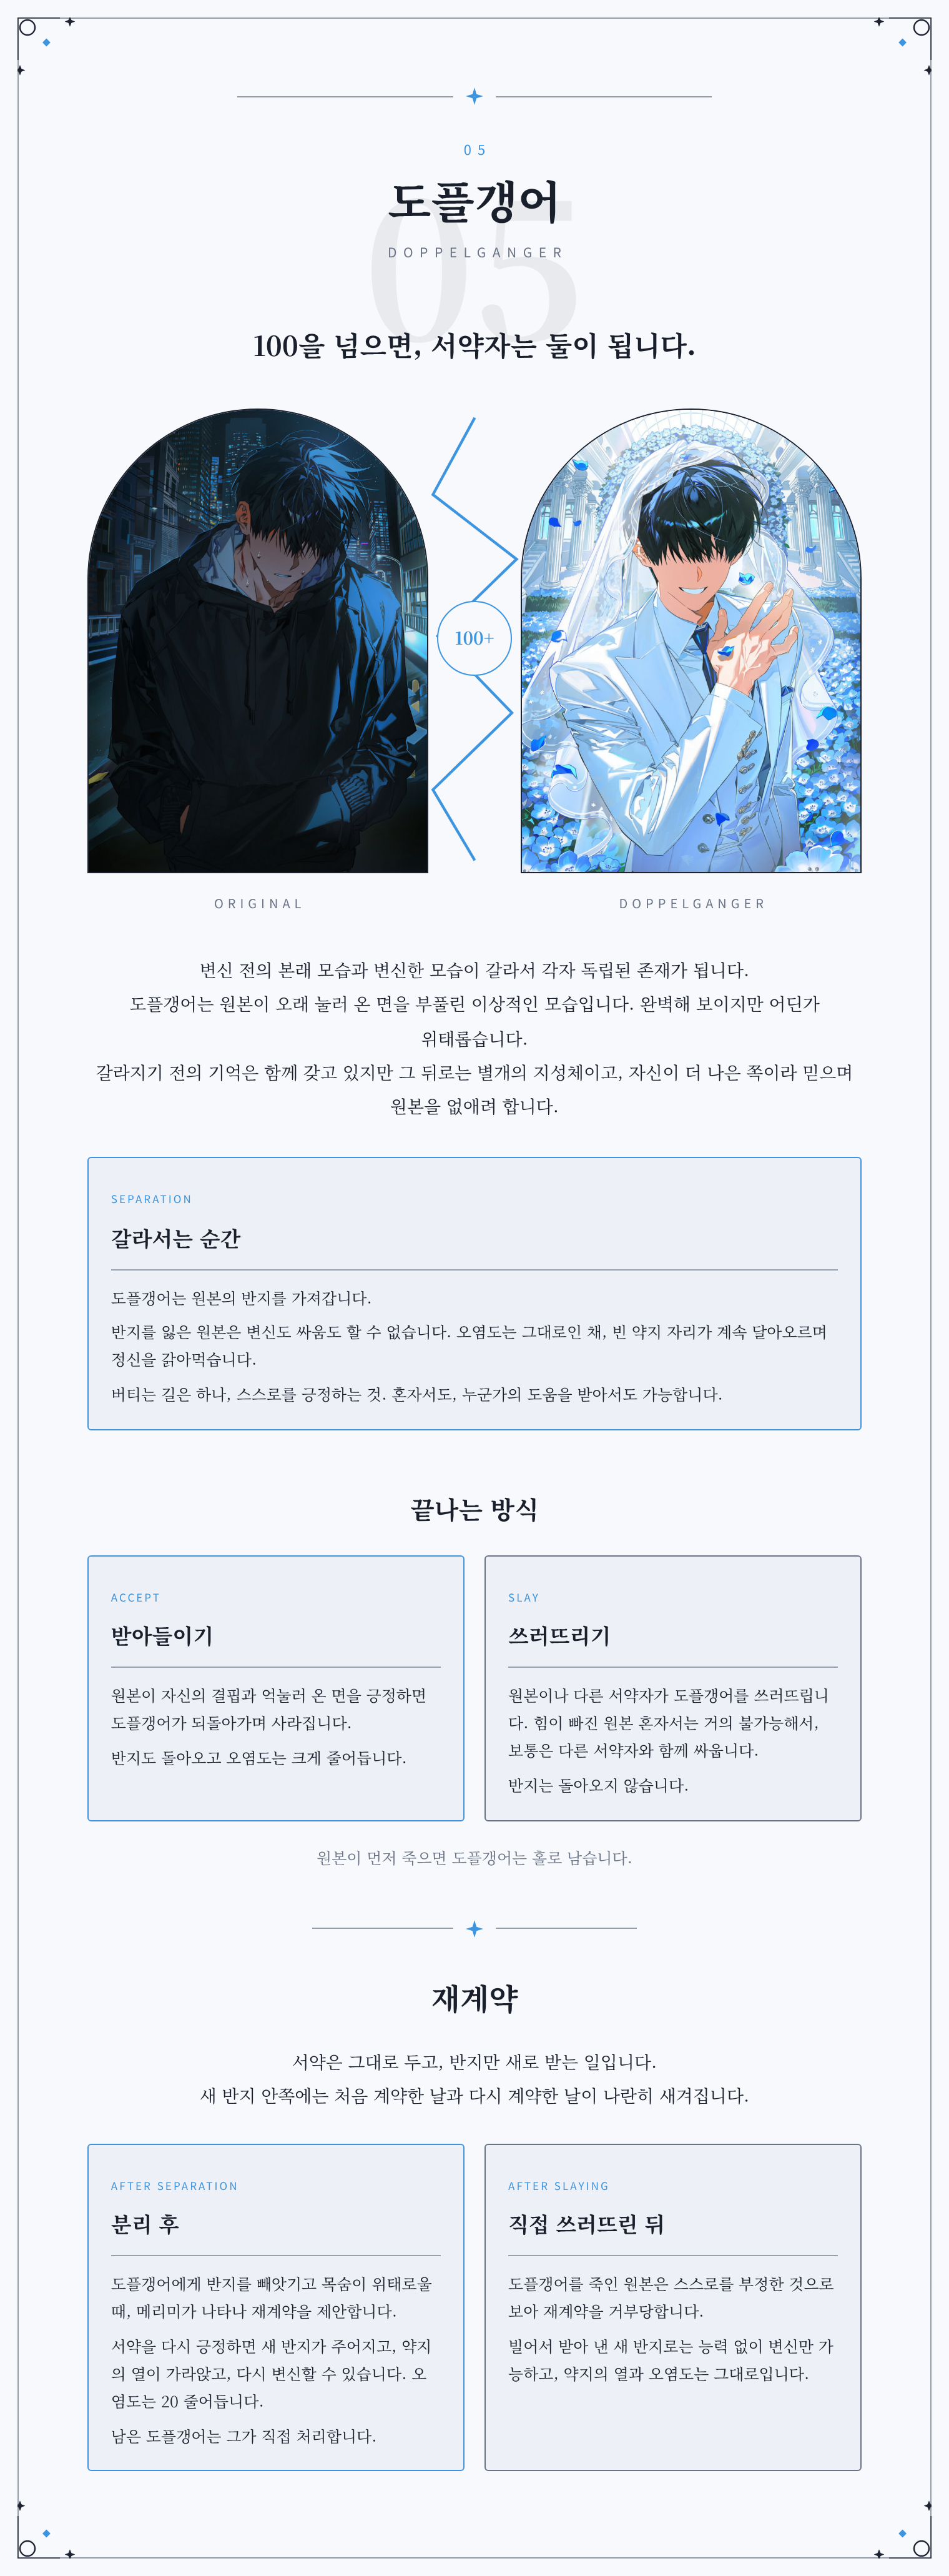 05
도플갱어
05
DOPPELGANGER
100을 넘으면, 서약자는 둘이 됩니다.
100+
ORIGINAL
DOPPELGANGER
변신 전의 본래 모습과 변신한 모습이 갈라서 각자 독립된 존재가 됩니다.
도플갱어는 원본이 오래 눌러 온 면을 부풀린 이상적인 모습입니다. 완벽해 보이지만 어딘가
위태롭습니다.
갈라지기 전의 기억은 함께 갖고 있지만 그 뒤로는 별개의 지성체이고, 자신이 더 나은 쪽이라 믿으며
원본을 없애려 합니다.
SEPARATION
갈라서는 순간
도플갱어는 원본의 반지를 가져갑니다.
반지를 잃은 원본은 변신도 싸움도 할 수 없습니다. 오염도는 그대로인 채, 빈 약지 자리가 계속 달아오르며
정신을 갉아먹습니다.
버티는 길은 하나, 스스로를 긍정하는 것. 혼자서도, 누군가의 도움을 받아서도 가능합니다.
끝나는 방식
ACCEPT
받아들이기
원본이 자신의 결핍과 억눌러 온 면을 긍정하면
도플갱어가 되돌아가며 사라집니다.
반지도 돌아오고 오염도는 크게 줄어듭니다.
SLAY
쓰러뜨리기
원본이나 다른 서약자가 도플갱어를 쓰러뜨립니
다. 힘이 빠진 원본 혼자서는 거의 불가능해서,
보통은 다른 서약자와 함께 싸웁니다.
반지는 돌아오지 않습니다.
원본이 먼저 죽으면 도플갱어는 홀로 남습니다.
재계약
서약은 그대로 두고, 반지만 새로 받는 일입니다.
새 반지 안쪽에는 처음 계약한 날과 다시 계약한 날이 나란히 새겨집니다.
AFTER SEPARATION
분리 후
도플갱어에게 반지를 빼앗기고 목숨이 위태로울
때, 메리미가 나타나 재계약을 제안합니다.
서약을 다시 긍정하면 새 반지가 주어지고, 약지
의 열이 가라앉고, 다시 변신할 수 있습니다. 오
염도는 20 줄어듭니다.
남은 도플갱어는 그가 직접 처리합니다.
AFTER SLAYING
직접 쓰러뜨린 뒤
도플갱어를 죽인 원본은 스스로를 부정한 것으로
보아 재계약을 거부당합니다.
빌어서 받아 낸 새 반지로는 능력 없이 변신만 가
능하고, 약지의 열과 오염도는 그대로입니다.